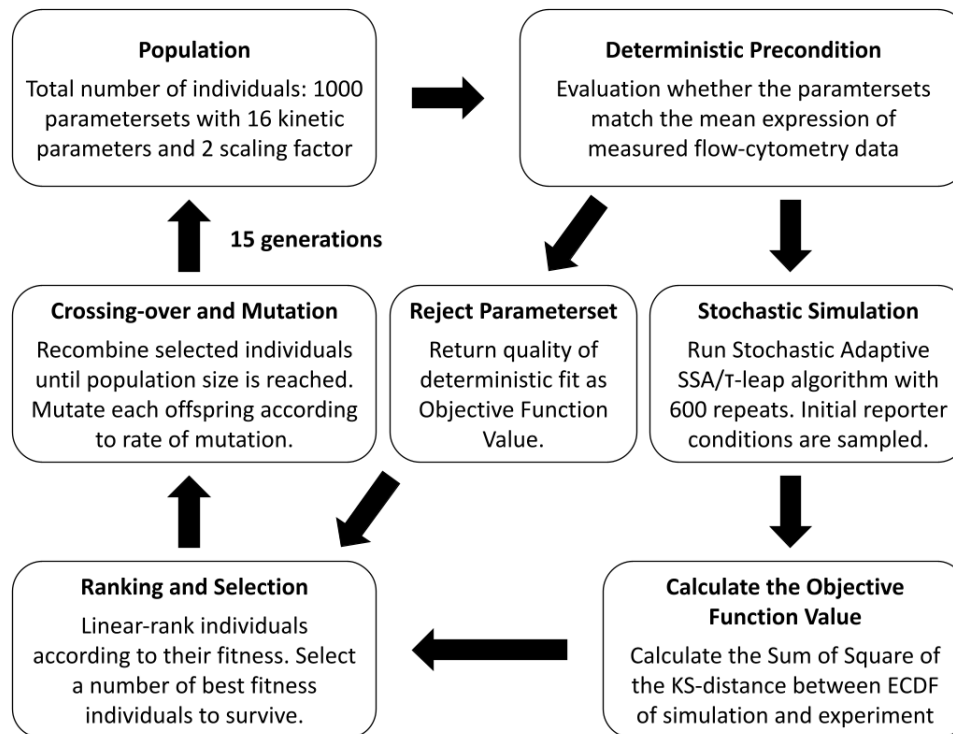 Population
Total number of individuals: 1000
parametersets with 16 kinetic
parameters and 2 scaling factor
Deterministic Precondition
Evaluation whether the paramtersets
match the mean expression of
measured flow-cytometry data
15 generations
Crossing-over and Mutation
Recombine selected individuals
until population size is reached.
Mutate each offspring according
to rate of mutation.
Reject Parameterset
Return quality of
deterministic fit as
Objective Function
Value.
Stochastic Simulation
Run Stochastic Adaptive
SSA/τ-leap algorithm with
600 repeats. Initial reporter
conditions are sampled.
Ranking and Selection
Linear-rank individuals
according to their fitness. Select
a number of best fitness
individuals to survive.
Calculate the Objective
Function Value
Calculate the Sum of Square of
the KS-distance between ECDF
of simulation and experiment